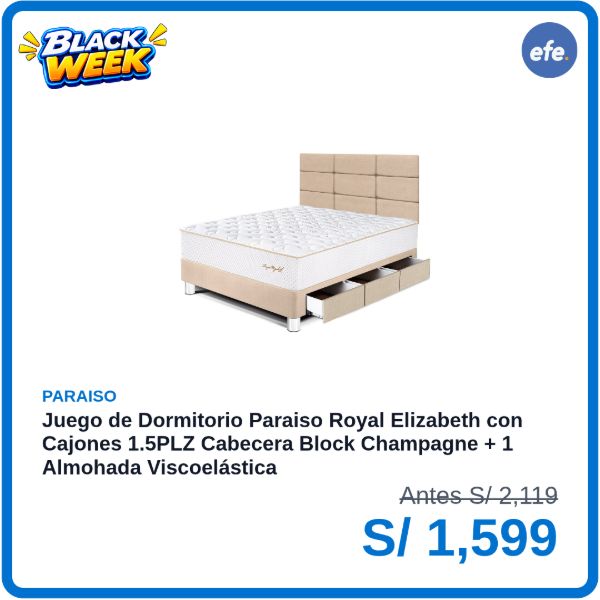 BLACK
WEEK
efe.
PARAISO
Juego de Dormitorio Paraiso Royal Elizabeth con
Cajones 1.5PLZ Cabecera Block Champagne + 1
Almohada Viscoelástica
Antes S/ 2,119
S/ 1,599